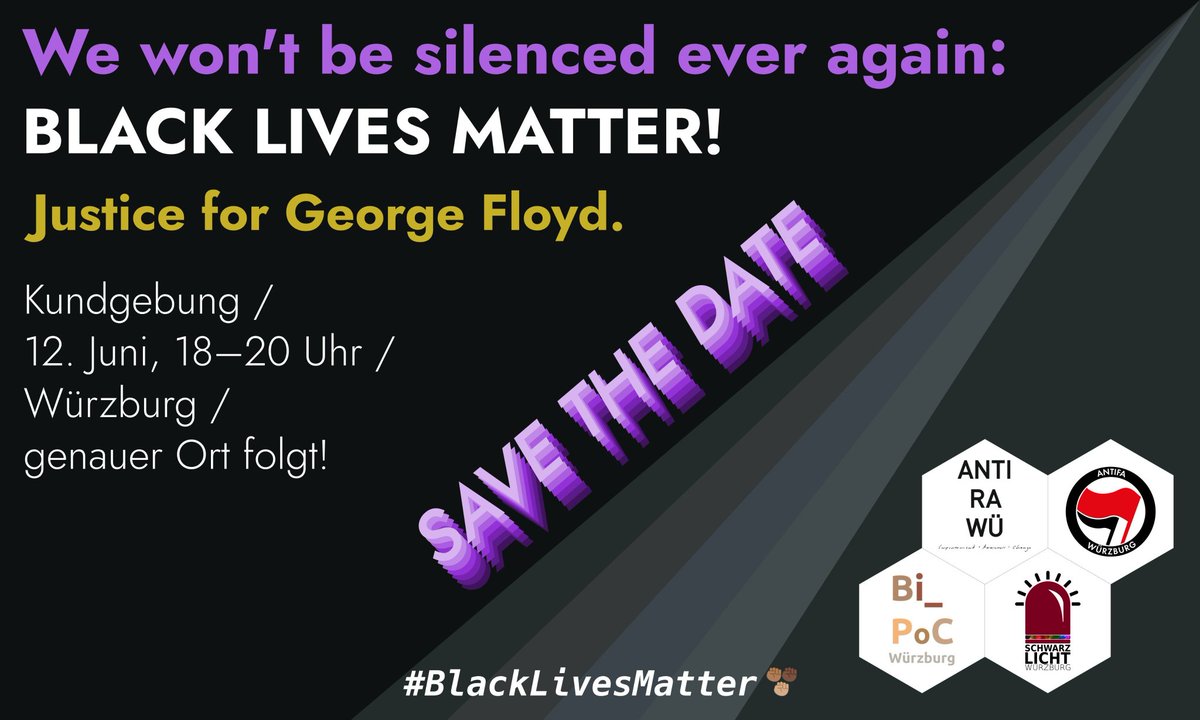 We won't be silenced ever again:
BLACK LIVES MATTER!
Justice for George Floyd.
Kundgebung /
12. Juni, 18–20 Uhr /
Würzburg /
genauer Ort folgt!
SAVE THE DATE
ANTI
RA
WÜ
ANTIFA
WÜRZBURG
Bi_
PoC
Würzburg
SCHWARZ
LICHT
WÜRZBURG
#BlackLivesMatter